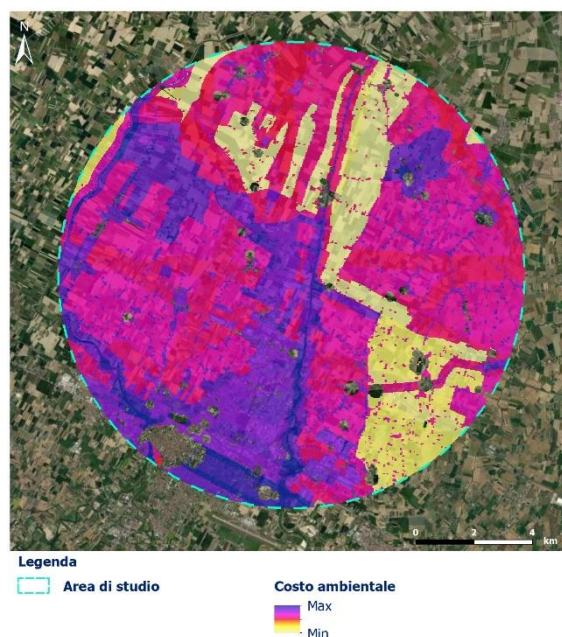 N
0 2 4
km
Legenda
Area di studio
Costo ambientale
Max
Min